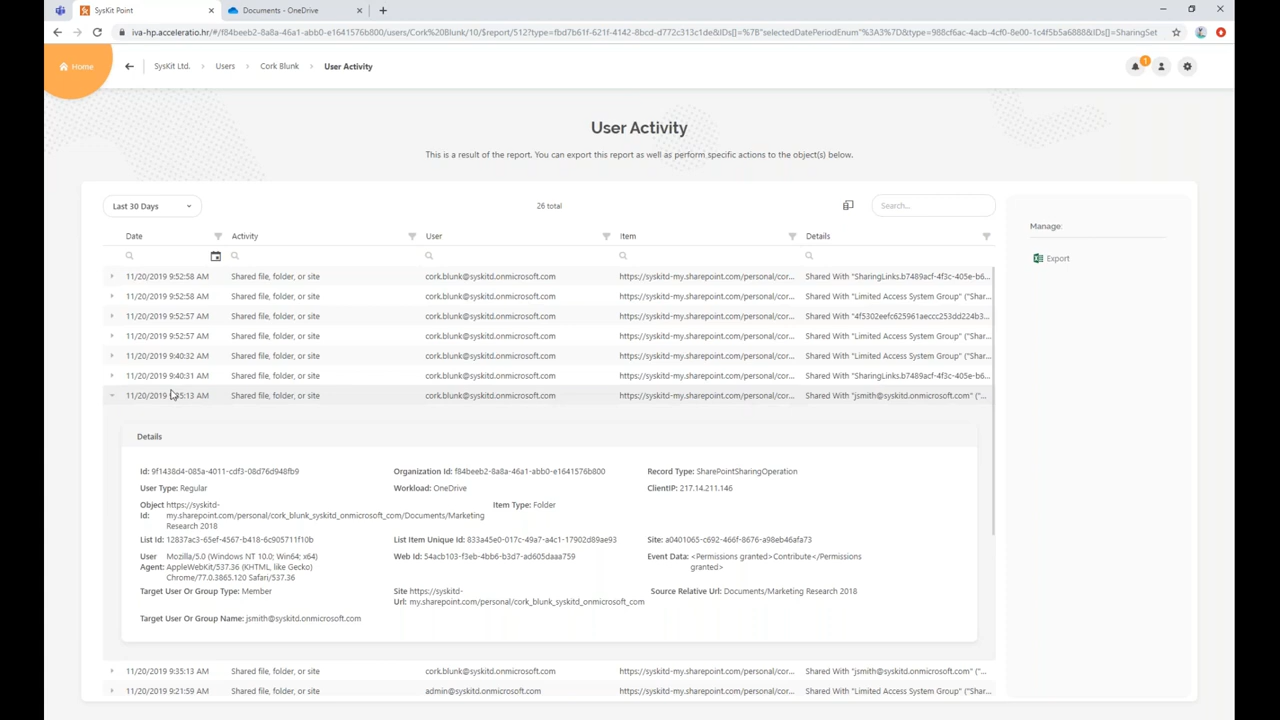 SysKit Point
Documents - OneDrive
iva-hp.acceleratio.hr/#/f84beeb2-8a8a-46a1-abb0-e1641576b800/users/Cork%20Blunk/10/$report/512?type=fbd7b61f-621f-4142-8bcd-d772c313c1de&IDs[]=%7B"selectedDatePeriodEnum"%3A3%7D&type=988cf6ac-4acb-4cf0-8e00-1c4f5b5a6888&IDs[]=SharingSet
Home
SysKit Ltd. > Users > Cork Blunk > User Activity
1
User Activity
This is a result of the report. You can export this report as well as perform specific actions to the object(s) below.
Last 30 Days
26 total
Search...
Manage:
Export
Date Activity User Item Details
11/20/2019 9:52:58 AM Shared file, folder, or site cork.blunk@syskitd.onmicrosoft.com https://syskitd-my.sharepoint.com/personal/cor... Shared With "SharingLinks.b7489acf-4f3c-405e-b6...
11/20/2019 9:52:58 AM Shared file, folder, or site cork.blunk@syskitd.onmicrosoft.com https://syskitd-my.sharepoint.com/personal/cor... Shared With "Limited Access System Group" ("Shar...
11/20/2019 9:52:57 AM Shared file, folder, or site cork.blunk@syskitd.onmicrosoft.com https://syskitd-my.sharepoint.com/personal/cor... Shared With "4f5302eefc625961aeccc253dd224b3...
11/20/2019 9:52:57 AM Shared file, folder, or site cork.blunk@syskitd.onmicrosoft.com https://syskitd-my.sharepoint.com/personal/cor... Shared With "Limited Access System Group" ("Shar...
11/20/2019 9:40:32 AM Shared file, folder, or site cork.blunk@syskitd.onmicrosoft.com https://syskitd-my.sharepoint.com/personal/cor... Shared With "Limited Access System Group" ("Shar...
11/20/2019 9:40:31 AM Shared file, folder, or site cork.blunk@syskitd.onmicrosoft.com https://syskitd-my.sharepoint.com/personal/cor... Shared With "SharingLinks.b7489acf-4f3c-405e-b6...
11/20/2019 9:35:13 AM Shared file, folder, or site cork.blunk@syskitd.onmicrosoft.com https://syskitd-my.sharepoint.com/personal/cor... Shared With "jsmith@syskitd.onmicrosoft.com" ("...
Details
Id: 9f1438d4-085a-4011-cdf3-08d76d948fb9 Organization Id: f84beeb2-8a8a-46a1-abb0-e1641576b800 Record Type: SharePointSharingOperation
User Type: Regular Workload: OneDrive ClientIP: 217.14.211.146
Object https://syskitd- Item Type: Folder
Id: my.sharepoint.com/personal/cork_blunk_syskitd_onmicrosoft_com/Documents/Marketing
Research 2018
List Id: 12837ac3-65ef-4567-b418-6c905711f10b List Item Unique Id: 833a45e0-017c-49a7-a4c1-17902d89ae93 Site: a0401065-c692-466f-8676-a98eb46afa73
User Mozilla/5.0 (Windows NT 10.0; Win64; x64) Web Id: 54acb103-f3eb-4bb6-b3d7-ad605daaa759 Event Data: <Permissions granted>Contribute</Permissions
Agent: AppleWebKit/537.36 (KHTML, like Gecko) granted>
Chrome/77.0.3865.120 Safari/537.36
Target User Or Group Type: Member Site https://syskitd- Source Relative Url: Documents/Marketing Research 2018
Url: my.sharepoint.com/personal/cork_blunk_syskitd_onmicrosoft_com
Target User Or Group Name: jsmith@syskitd.onmicrosoft.com
11/20/2019 9:35:13 AM Shared file, folder, or site cork.blunk@syskitd.onmicrosoft.com https://syskitd-my.sharepoint.com/personal/cor... Shared With "jsmith@syskitd.onmicrosoft.com" ("...
11/20/2019 9:21:59 AM Shared file, folder, or site admin@syskitd.onmicrosoft.com https://syskitd-my.sharepoint.com/personal/cor... Shared With "Limited Access System Group" ("Shar...